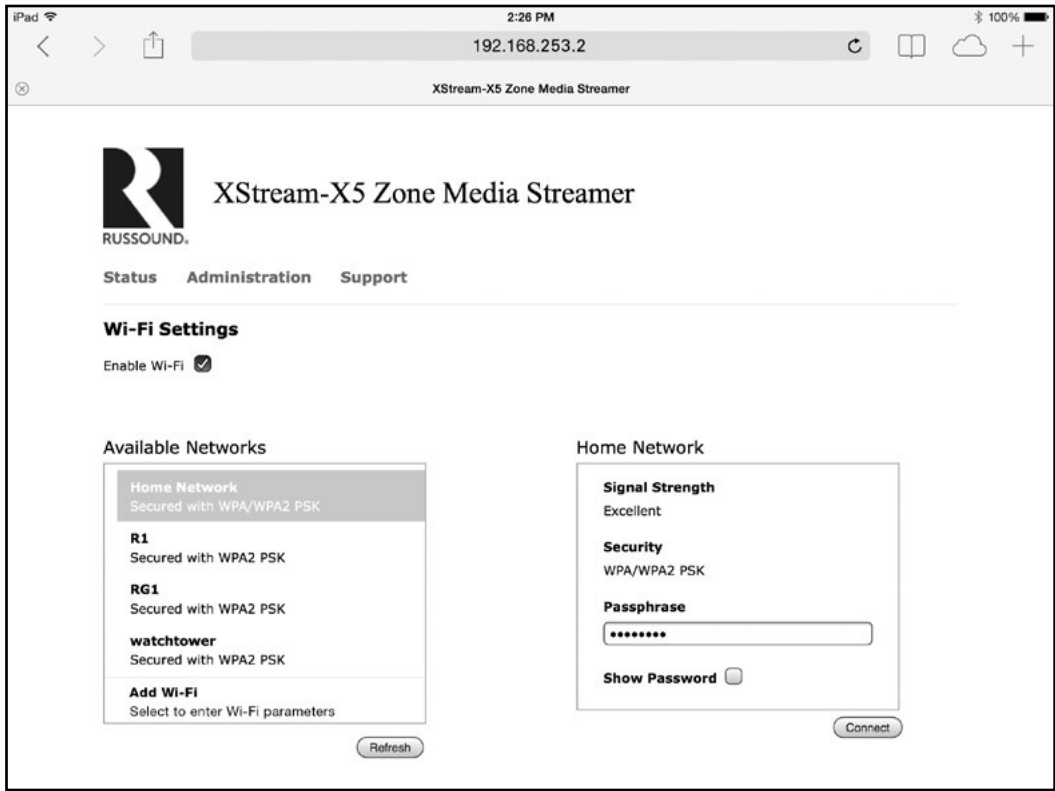 iPad 2:26 PM 100%
192.168.253.2
XStream-X5 Zone Media Streamer
XStream-X5 Zone Media Streamer
RUSSOUND®
Status Administration Support
Wi-Fi Settings
Enable Wi-Fi
Available Networks
Home Network
Secured with WPA/WPA2 PSK
R1
Secured with WPA2 PSK
RG1
Secured with WPA2 PSK
watchtower
Secured with WPA2 PSK
Add Wi-Fi
Select to enter Wi-Fi parameters
Refresh
Home Network
Signal Strength
Excellent
Security
WPA/WPA2 PSK
Passphrase
••••••••
Show Password
Connect